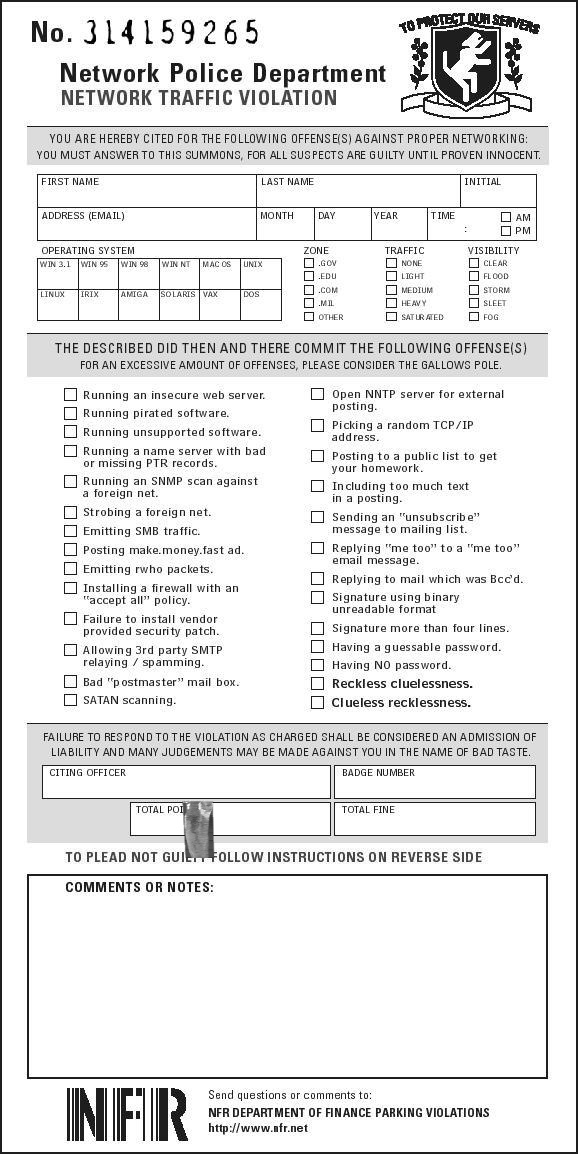 No. 314159265
TO PROTECT OUR SERVERS
Network Police Department
NETWORK TRAFFIC VIOLATION
YOU ARE HEREBY CITED FOR THE FOLLOWING OFFENSE(S) AGAINST PROPER NETWORKING:
YOU MUST ANSWER TO THIS SUMMONS, FOR ALL SUSPECTS ARE GUILTY UNTIL PROVEN INNOCENT.
FIRST NAME LAST NAME INITIAL
ADDRESS (EMAIL) MONTH DAY YEAR TIME : AM
PM
OPERATING SYSTEM ZONE TRAFFIC VISIBILITY
WIN 3.1 WIN 95 WIN 98 WIN NT MAC OS UNIX .GOV NONE CLEAR
.EDU LIGHT FLOOD
LINUX IRIX AMIGA SOLARIS VAX DOS .COM MEDIUM STORM
.MIL HEAVY SLEET
OTHER SATURATED FOG
THE DESCRIBED DID THEN AND THERE COMMIT THE FOLLOWING OFFENSE(S)
FOR AN EXCESSIVE AMOUNT OF OFFENSES, PLEASE CONSIDER THE GALLOWS POLE.
Running an insecure web server.
Running pirated software.
Running unsupported software.
Running a name server with bad
or missing PTR records.
Running an SNMP scan against
a foreign net.
Strobing a foreign net.
Emitting SMB traffic.
Posting make.money.fast ad.
Emitting rwho packets.
Installing a firewall with an
"accept all" policy.
Failure to install vendor
provided security patch.
Allowing 3rd party SMTP
relaying / spamming.
Bad "postmaster" mail box.
SATAN scanning.
Open NNTP server for external
posting.
Picking a random TCP/IP
address.
Posting to a public list to get
your homework.
Including too much text
in a posting.
Sending an "unsubscribe"
message to mailing list.
Replying "me too" to a "me too"
email message.
Replying to mail which was Bcc'd.
Signature using binary
unreadable format
Signature more than four lines.
Having a guessable password.
Having NO password.
Reckless cluelessness.
Clueless recklessness.
FAILURE TO RESPOND TO THE VIOLATION AS CHARGED SHALL BE CONSIDERED AN ADMISSION OF
LIABILITY AND MANY JUDGEMENTS MAY BE MADE AGAINST YOU IN THE NAME OF BAD TASTE.
CITING OFFICER BADGE NUMBER
TOTAL TOTAL FINE
TO PLEAD NOT FOLLOW INSTRUCTIONS ON REVERSE SIDE
COMMENTS OR NOTES:
NFR
Send questions or comments to:
NFR DEPARTMENT OF FINANCE PARKING VIOLATIONS
http://www.nfr.net